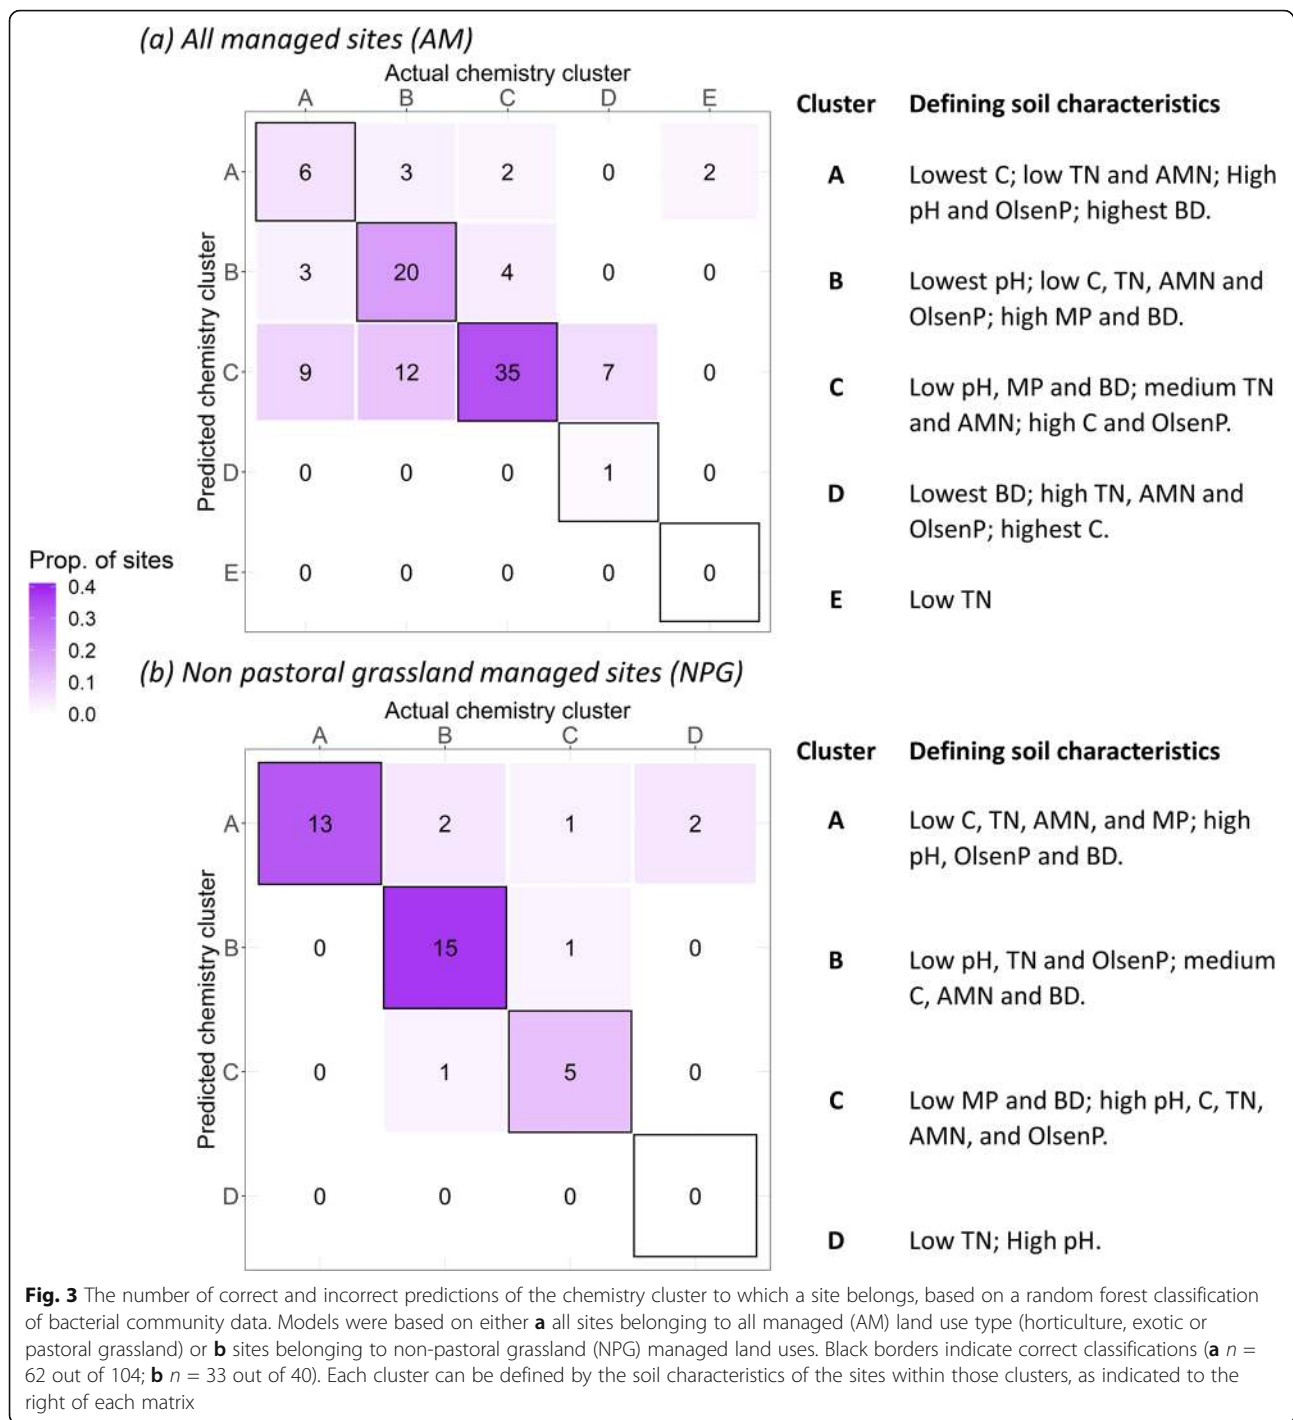 (a) All managed sites (AM)
Actual chemistry cluster
A B C D E
Predicted chemistry cluster
A 6 3 2 0 2
B 3 20 4 0 0
C 9 12 35 7 0
D 0 0 0 1 0
E 0 0 0 0 0
Cluster Defining soil characteristics
A Lowest C; low TN and AMN; High
pH and OlsenP; highest BD.
B Lowest pH; low C, TN, AMN and
OlsenP; high MP and BD.
C Low pH, MP and BD; medium TN
and AMN; high C and OlsenP.
D Lowest BD; high TN, AMN and
OlsenP; highest C.
E Low TN
Prop. of sites
0.4
0.3
0.2
0.1
0.0
(b) Non pastoral grassland managed sites (NPG)
Actual chemistry cluster
A B C D
Predicted chemistry cluster
A 13 2 1 2
B 0 15 1 0
C 0 1 5 0
D 0 0 0 0
Cluster Defining soil characteristics
A Low C, TN, AMN, and MP; high
pH, OlsenP and BD.
B Low pH, TN and OlsenP; medium
C, AMN and BD.
C Low MP and BD; high pH, C, TN,
AMN, and OlsenP.
D Low TN; High pH.
Fig. 3 The number of correct and incorrect predictions of the chemistry cluster to which a site belongs, based on a random forest classification
of bacterial community data. Models were based on either a all sites belonging to all managed (AM) land use type (horticulture, exotic or
pastoral grassland) or b sites belonging to non-pastoral grassland (NPG) managed land uses. Black borders indicate correct classifications (a n =
62 out of 104; b n = 33 out of 40). Each cluster can be defined by the soil characteristics of the sites within those clusters, as indicated to the
right of each matrix